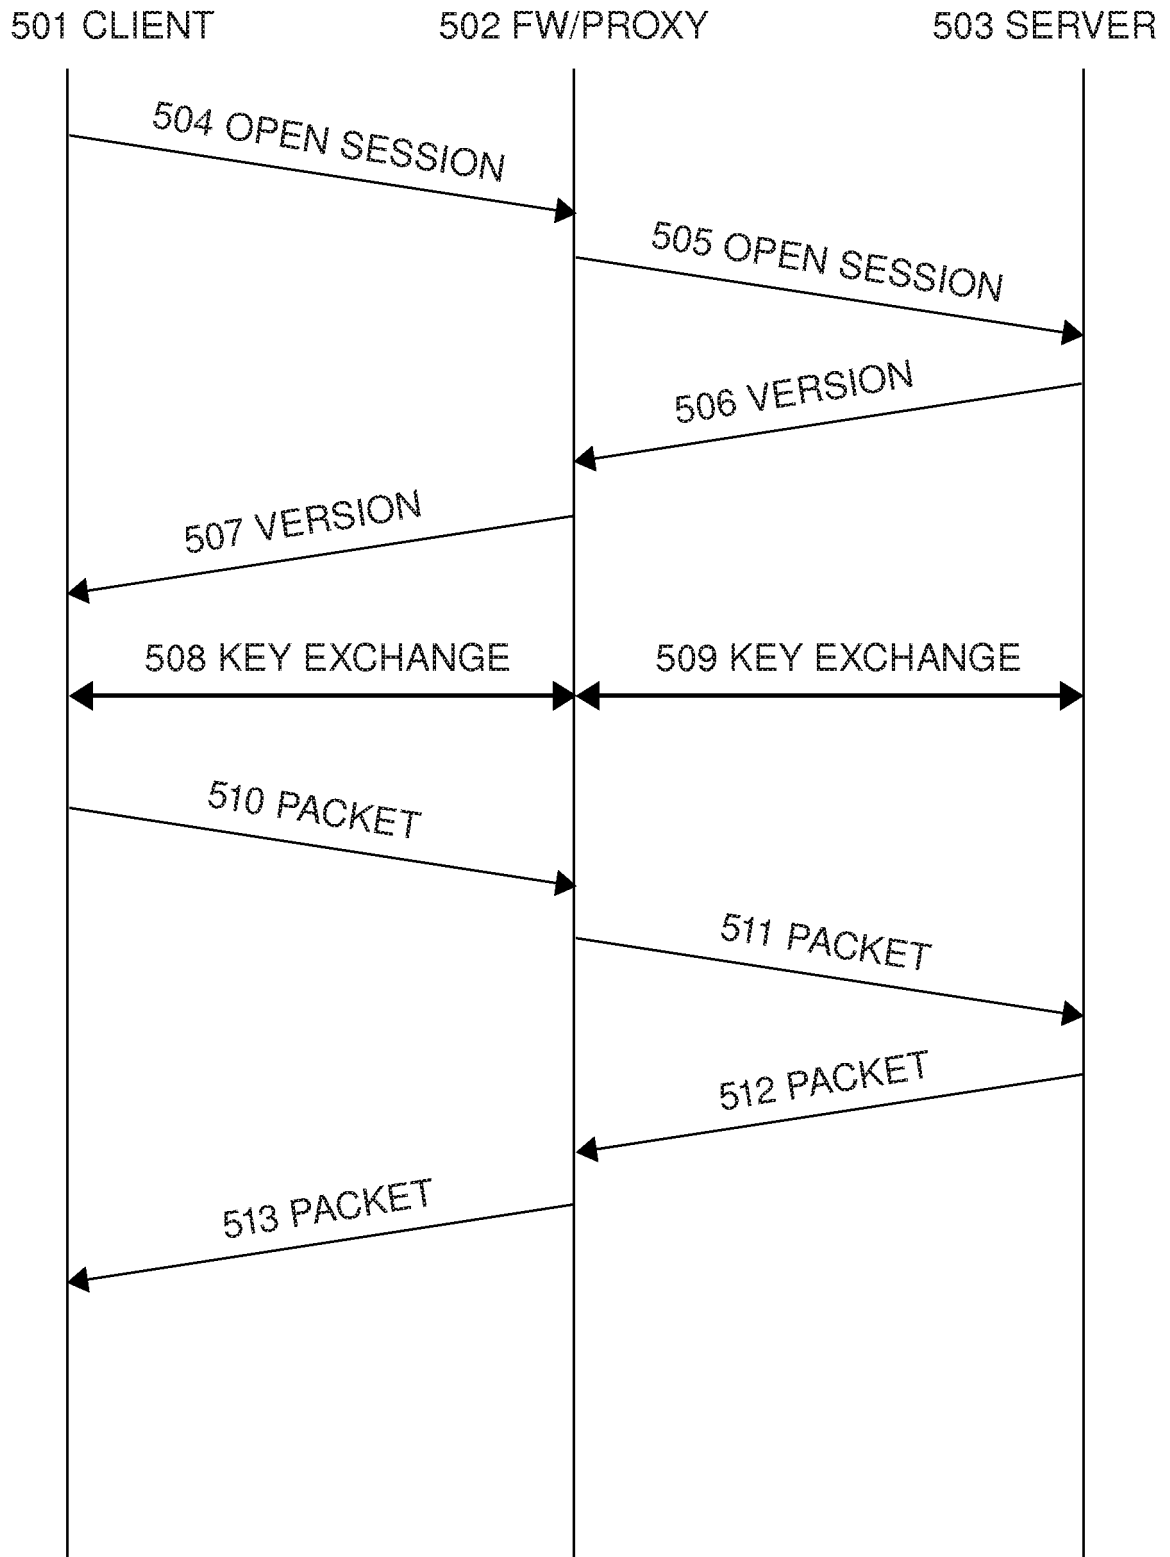 501 CLIENT
502 FW/PROXY
503 SERVER
504 OPEN SESSION
505 OPEN SESSION
506 VERSION
507 VERSION
508 KEY EXCHANGE
509 KEY EXCHANGE
510 PACKET
511 PACKET
512 PACKET
513 PACKET